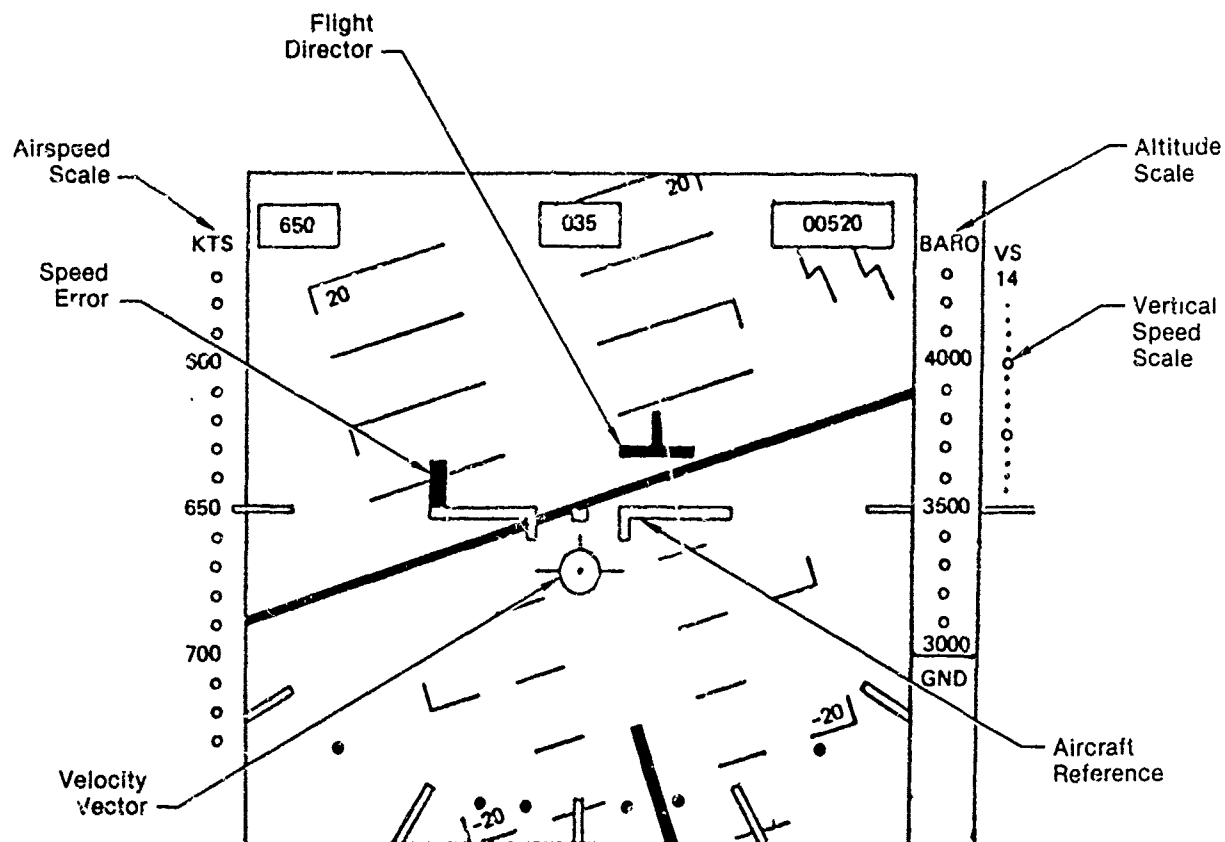 Flight
Director
Airspeed
Scale
Altitude
Scale
20
650
035
00520
KTS
BARO
VS
14
Speed
Error
20
Vertical
Speed
Scale
600
4000
650
3500
700
3000
GND
-20
Velocity
Vector
-20
Aircraft
Reference